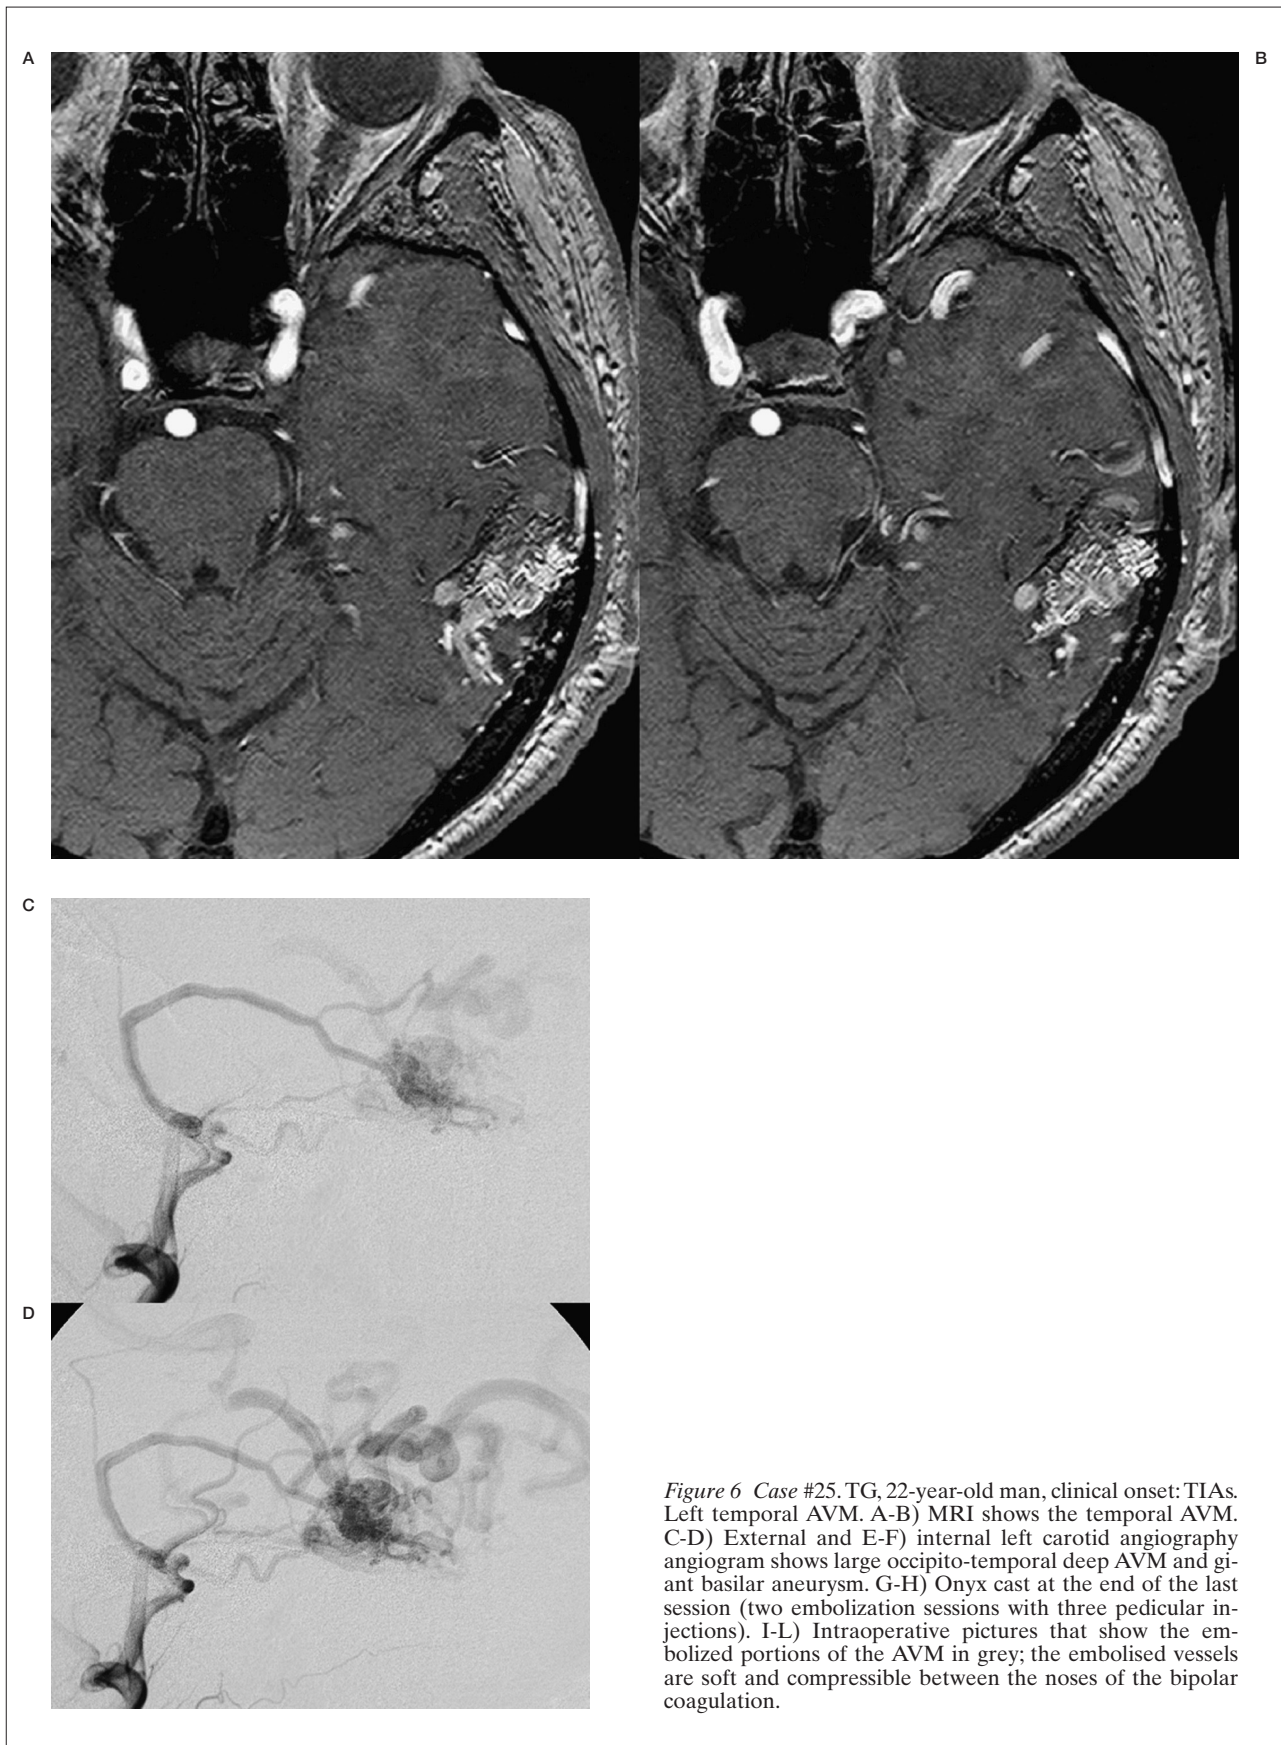 A
B
C
D
Figure 6 Case #25. TG, 22-year-old man, clinical onset: TIAs.
Left temporal AVM. A-B) MRI shows the temporal AVM.
C-D) External and E-F) internal left carotid angiography
angiogram shows large occipito-temporal deep AVM and gi-
ant basilar aneurysm. G-H) Onyx cast at the end of the last
session (two embolization sessions with three pedicular in-
jections). I-L) Intraoperative pictures that show the em-
bolized portions of the AVM in grey; the embolised vessels
are soft and compressible between the noses of the bipolar
coagulation.